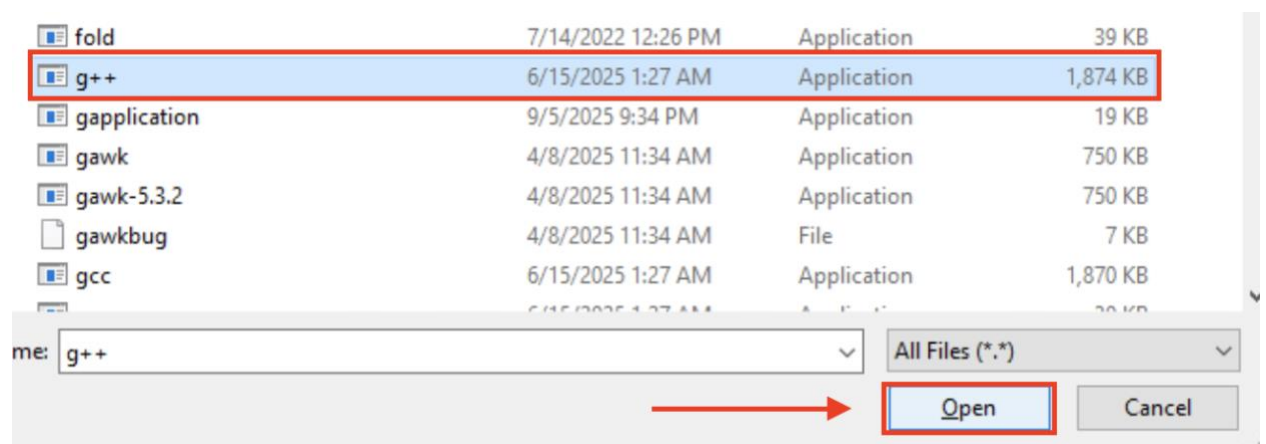 fold 7/14/2022 12:26 PM Application 39 KB
g++ 6/15/2025 1:27 AM Application 1,874 KB
gapplication 9/5/2025 9:34 PM Application 19 KB
gawk 4/8/2025 11:34 AM Application 750 KB
gawk-5.3.2 4/8/2025 11:34 AM Application 750 KB
gawkbug 4/8/2025 11:34 AM File 7 KB
gcc 6/15/2025 1:27 AM Application 1,870 KB
me: g++ All Files (*.*)
Open Cancel